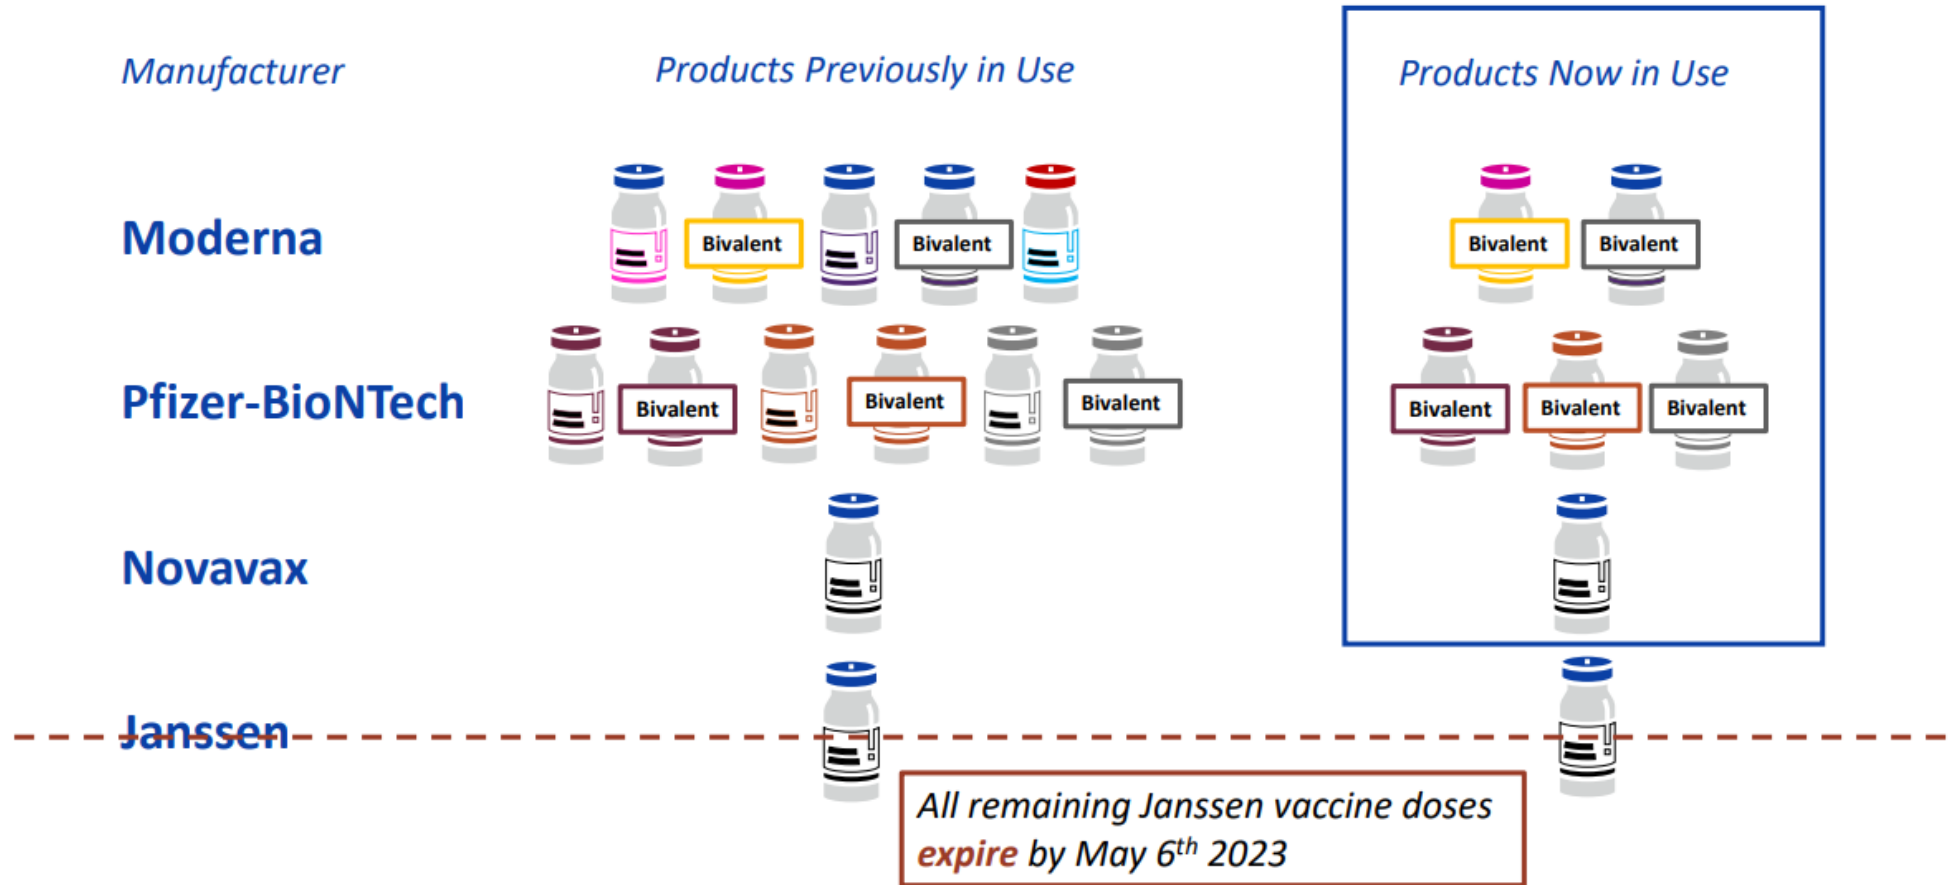 Manufacturer
Products Previously in Use
Products Now in Use
Moderna
Bivalent
Bivalent
Bivalent
Bivalent
Pfizer-BioNTech
Bivalent
Bivalent
Bivalent
Bivalent
Bivalent
Bivalent
Novavax
Janssen
All remaining Janssen vaccine doses
expire by May 6th 2023